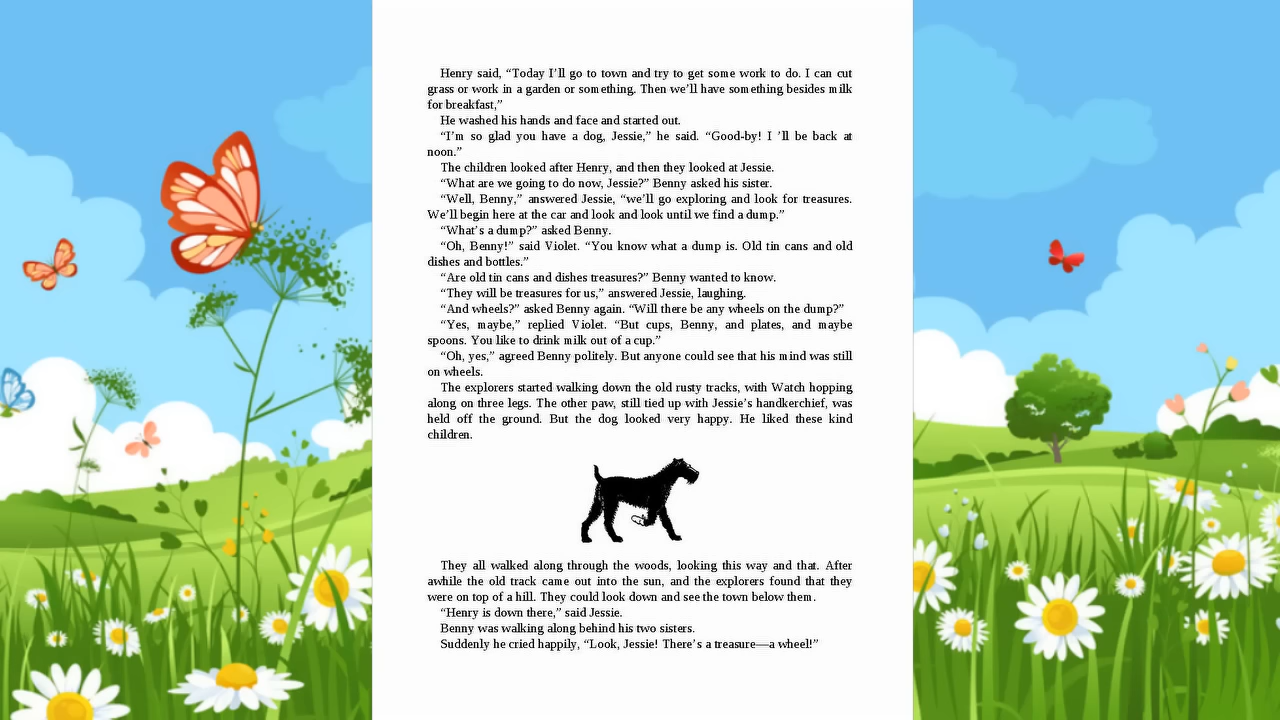 Henry said, “Today I’ll go to town and try to get some work to do. I can cut
grass or work in a garden or something. Then we’ll have something besides milk
for breakfast,”
He washed his hands and face and started out.
“I’m so glad you have a dog, Jessie,” he said. “Good-by! I ’ll be back at
noon.”
The children looked after Henry, and then they looked at Jessie.
“What are we going to do now, Jessie?” Benny asked his sister.
“Well, Benny,” answered Jessie, “we’ll go exploring and look for treasures.
We’ll begin here at the car and look and look until we find a dump.”
“What’s a dump?” asked Benny.
“Oh, Benny!” said Violet. “You know what a dump is. Old tin cans and old
dishes and bottles.”
“Are old tin cans and dishes treasures?” Benny wanted to know.
“They will be treasures for us,” answered Jessie, laughing.
“And wheels?” asked Benny again. “Will there be any wheels on the dump?”
“Yes, maybe,” replied Violet. “But cups, Benny, and plates, and maybe
spoons. You like to drink milk out of a cup.”
“Oh, yes,” agreed Benny politely. But anyone could see that his mind was still
on wheels.
The explorers started walking down the old rusty tracks, with Watch hopping
along on three legs. The other paw, still tied up with Jessie’s handkerchief, was
held off the ground. But the dog looked very happy. He liked these kind
children.
They all walked along through the woods, looking this way and that. After
awhile the old track came out into the sun, and the explorers found that they
were on top of a hill. They could look down and see the town below them.
“Henry is down there,” said Jessie.
Benny was walking along behind his two sisters.
Suddenly he cried happily, “Look, Jessie! There’s a treasure—a wheel!”